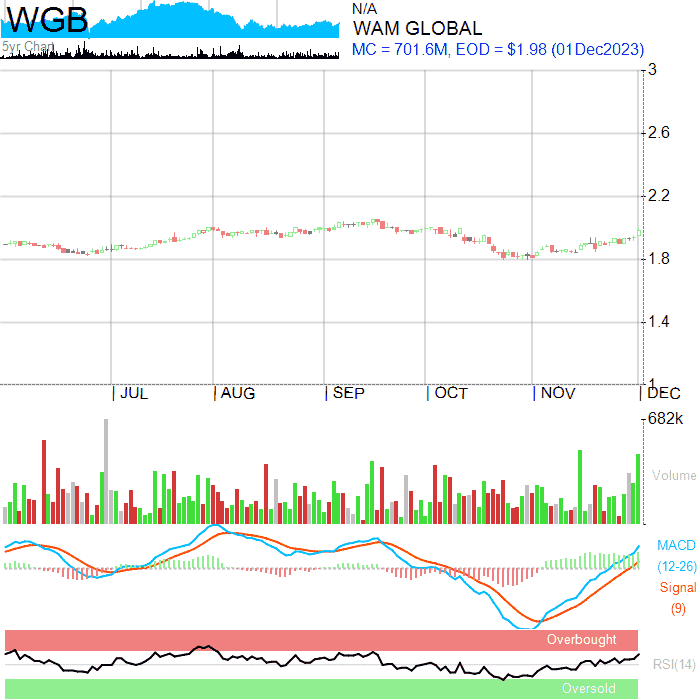 WGB
5yr Chart
N/A
WAM GLOBAL
MC = 701.6M, EOD = $1.98 (01Dec2023)
3
2.6
2.2
1.8
1.4
1
JUL
AUG
SEP
OCT
NOV
DEC
682k
Volume
MACD
(12-26)
Signal
(9)
Overbought
RSI(14)
Oversold